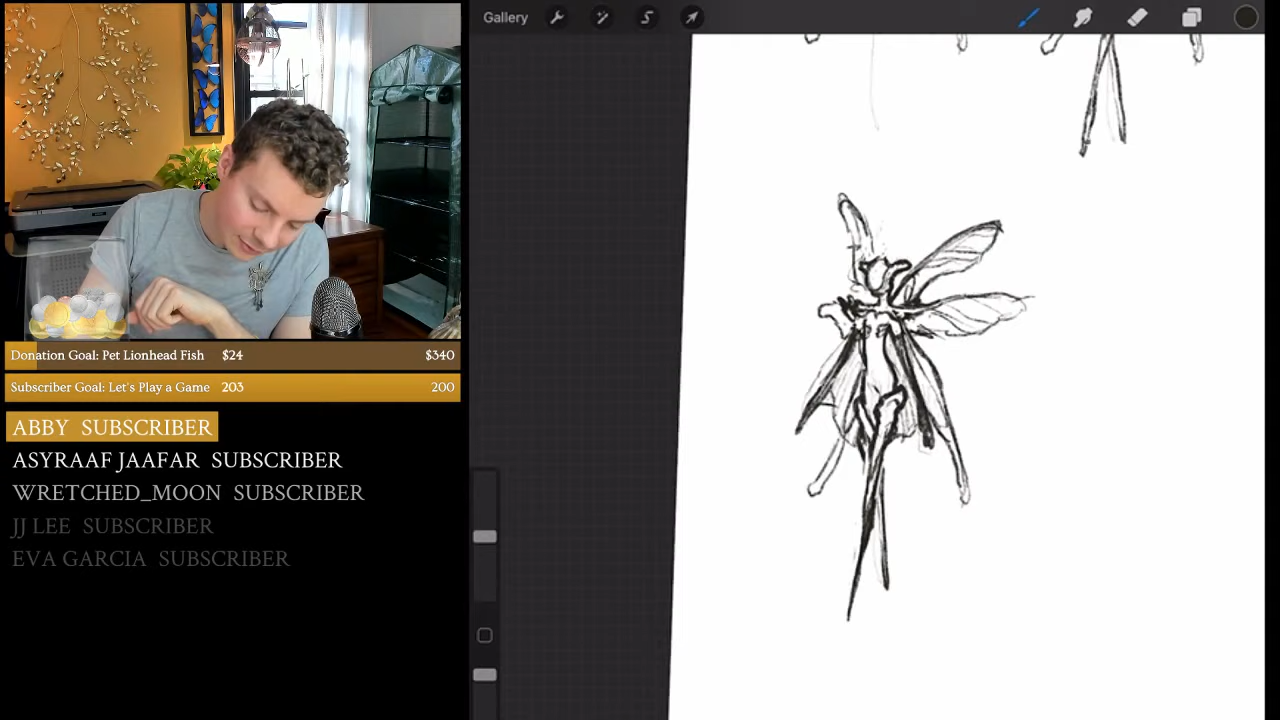 Gallery
Donation Goal: Pet Lionhead Fish $24 $340
Subscriber Goal: Let's Play a Game 203 200
ABBY SUBSCRIBER
ASYRAAF JAAFAR SUBSCRIBER
WRETCHED_MOON SUBSCRIBER
JJ LEE SUBSCRIBER
EVA GARCIA SUBSCRIBER